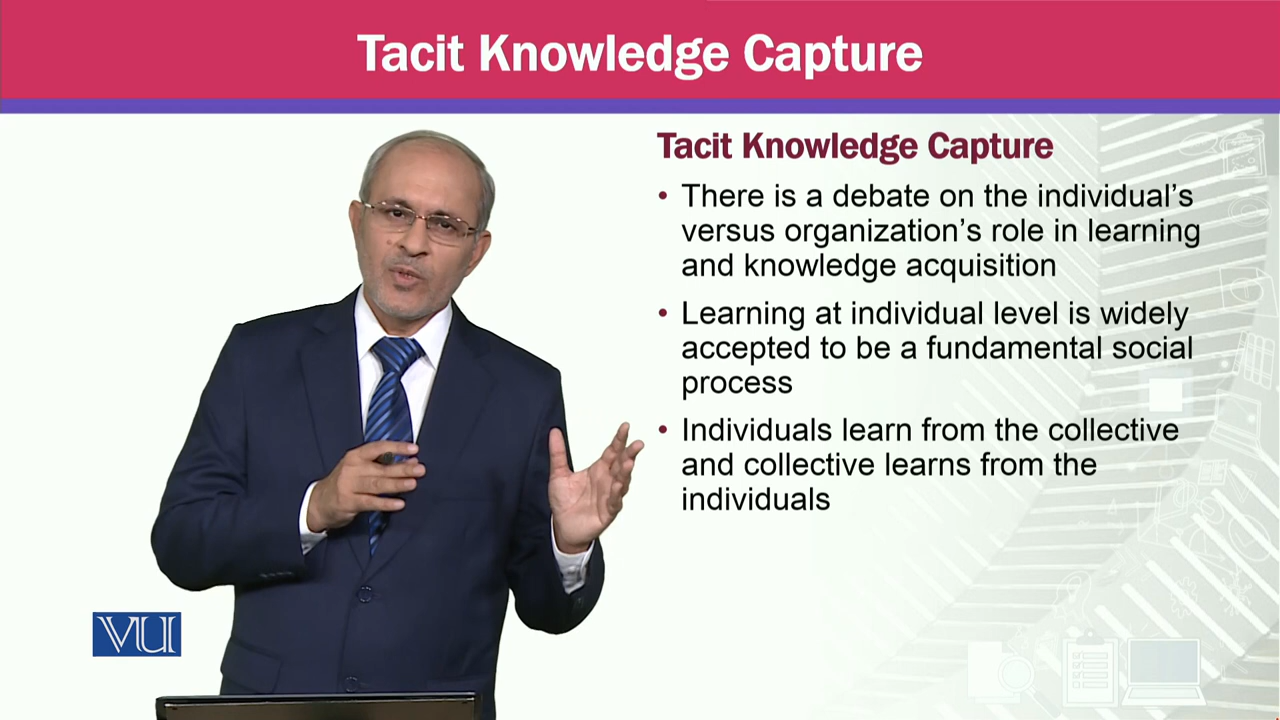 Tacit Knowledge Capture
Tacit Knowledge Capture
• There is a debate on the individual’s
versus organization’s role in learning
and knowledge acquisition
• Learning at individual level is widely
accepted to be a fundamental social
process
• Individuals learn from the collective
and collective learns from the
individuals
VU